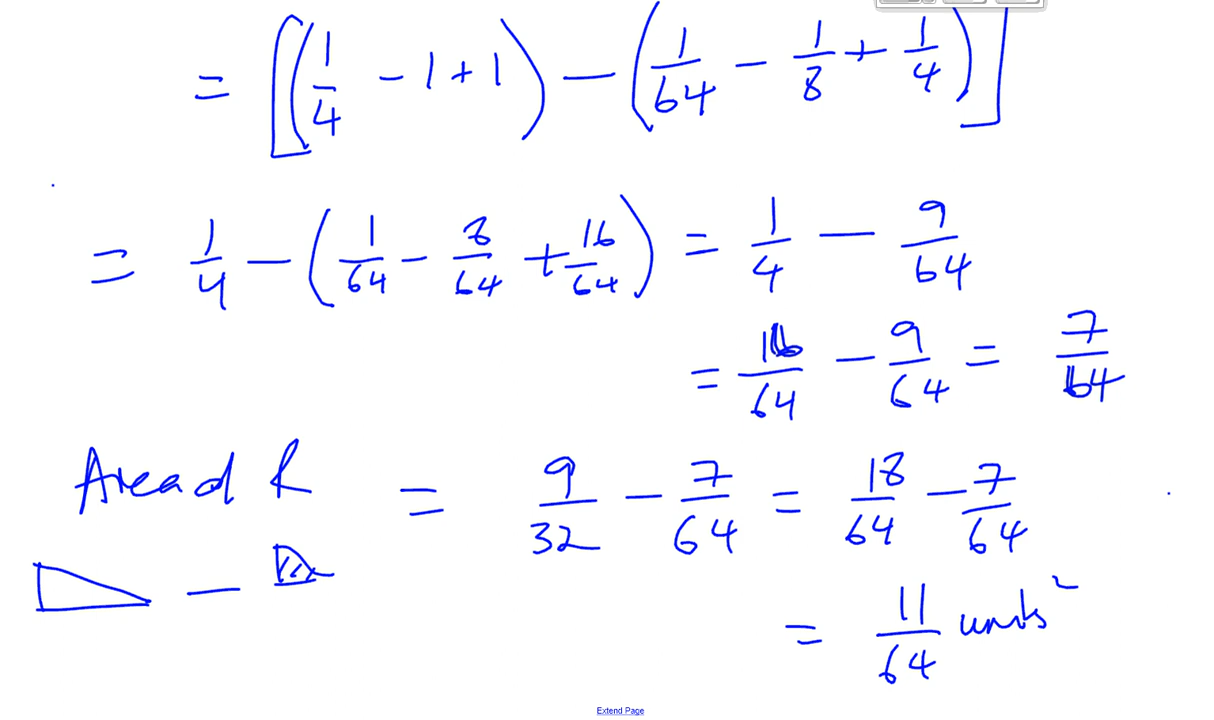 = [(1/4 - 1 + 1) - (1/64 - 1/8 + 1/4)]
= 1/4 - (1/64 - 8/64 + 16/64) = 1/4 - 9/64
= 16/64 - 9/64 = 7/64
Area of R = 9/32 - 7/64 = 18/64 - 7/64
= 11/64 units²
Extend Page